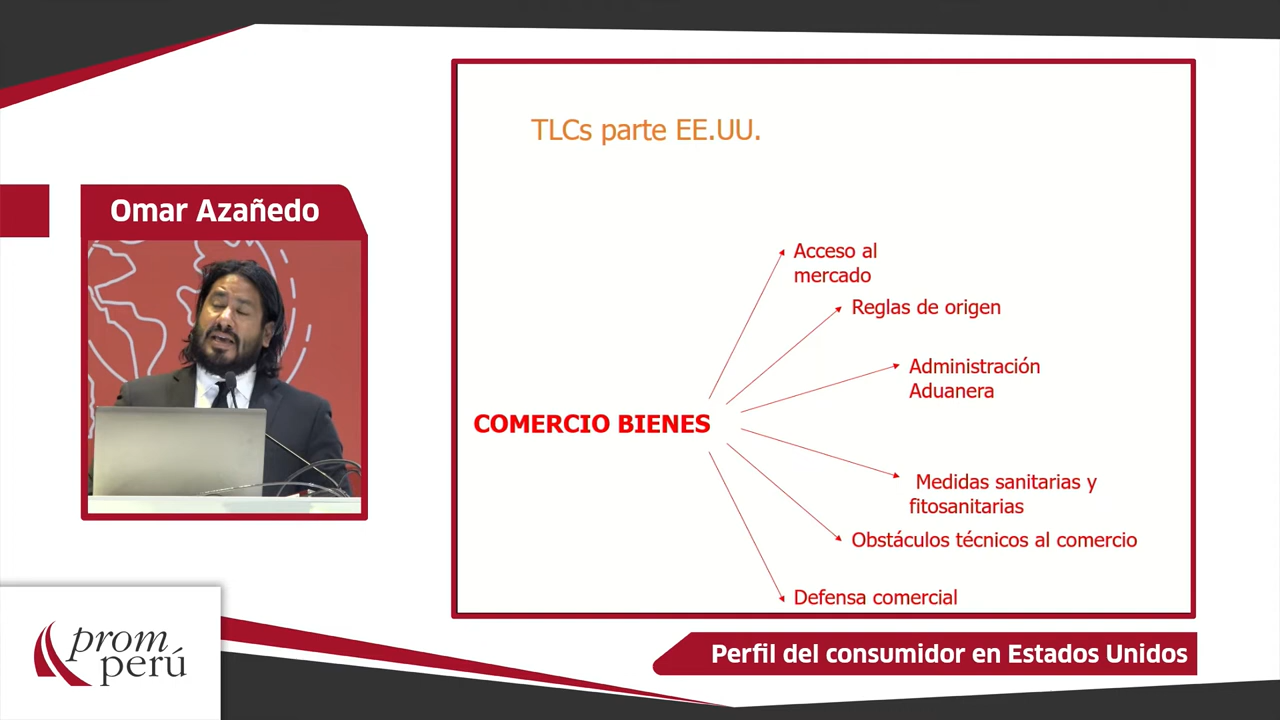 TLCs parte EE.UU.
Omar Azañedo
Acceso al
mercado
Reglas de origen
Administración
Aduanera
COMERCIO BIENES
Medidas sanitarias y
fitosanitarias
Obstáculos técnicos al comercio
Defensa comercial
prom
perú
Perfil del consumidor en Estados Unidos